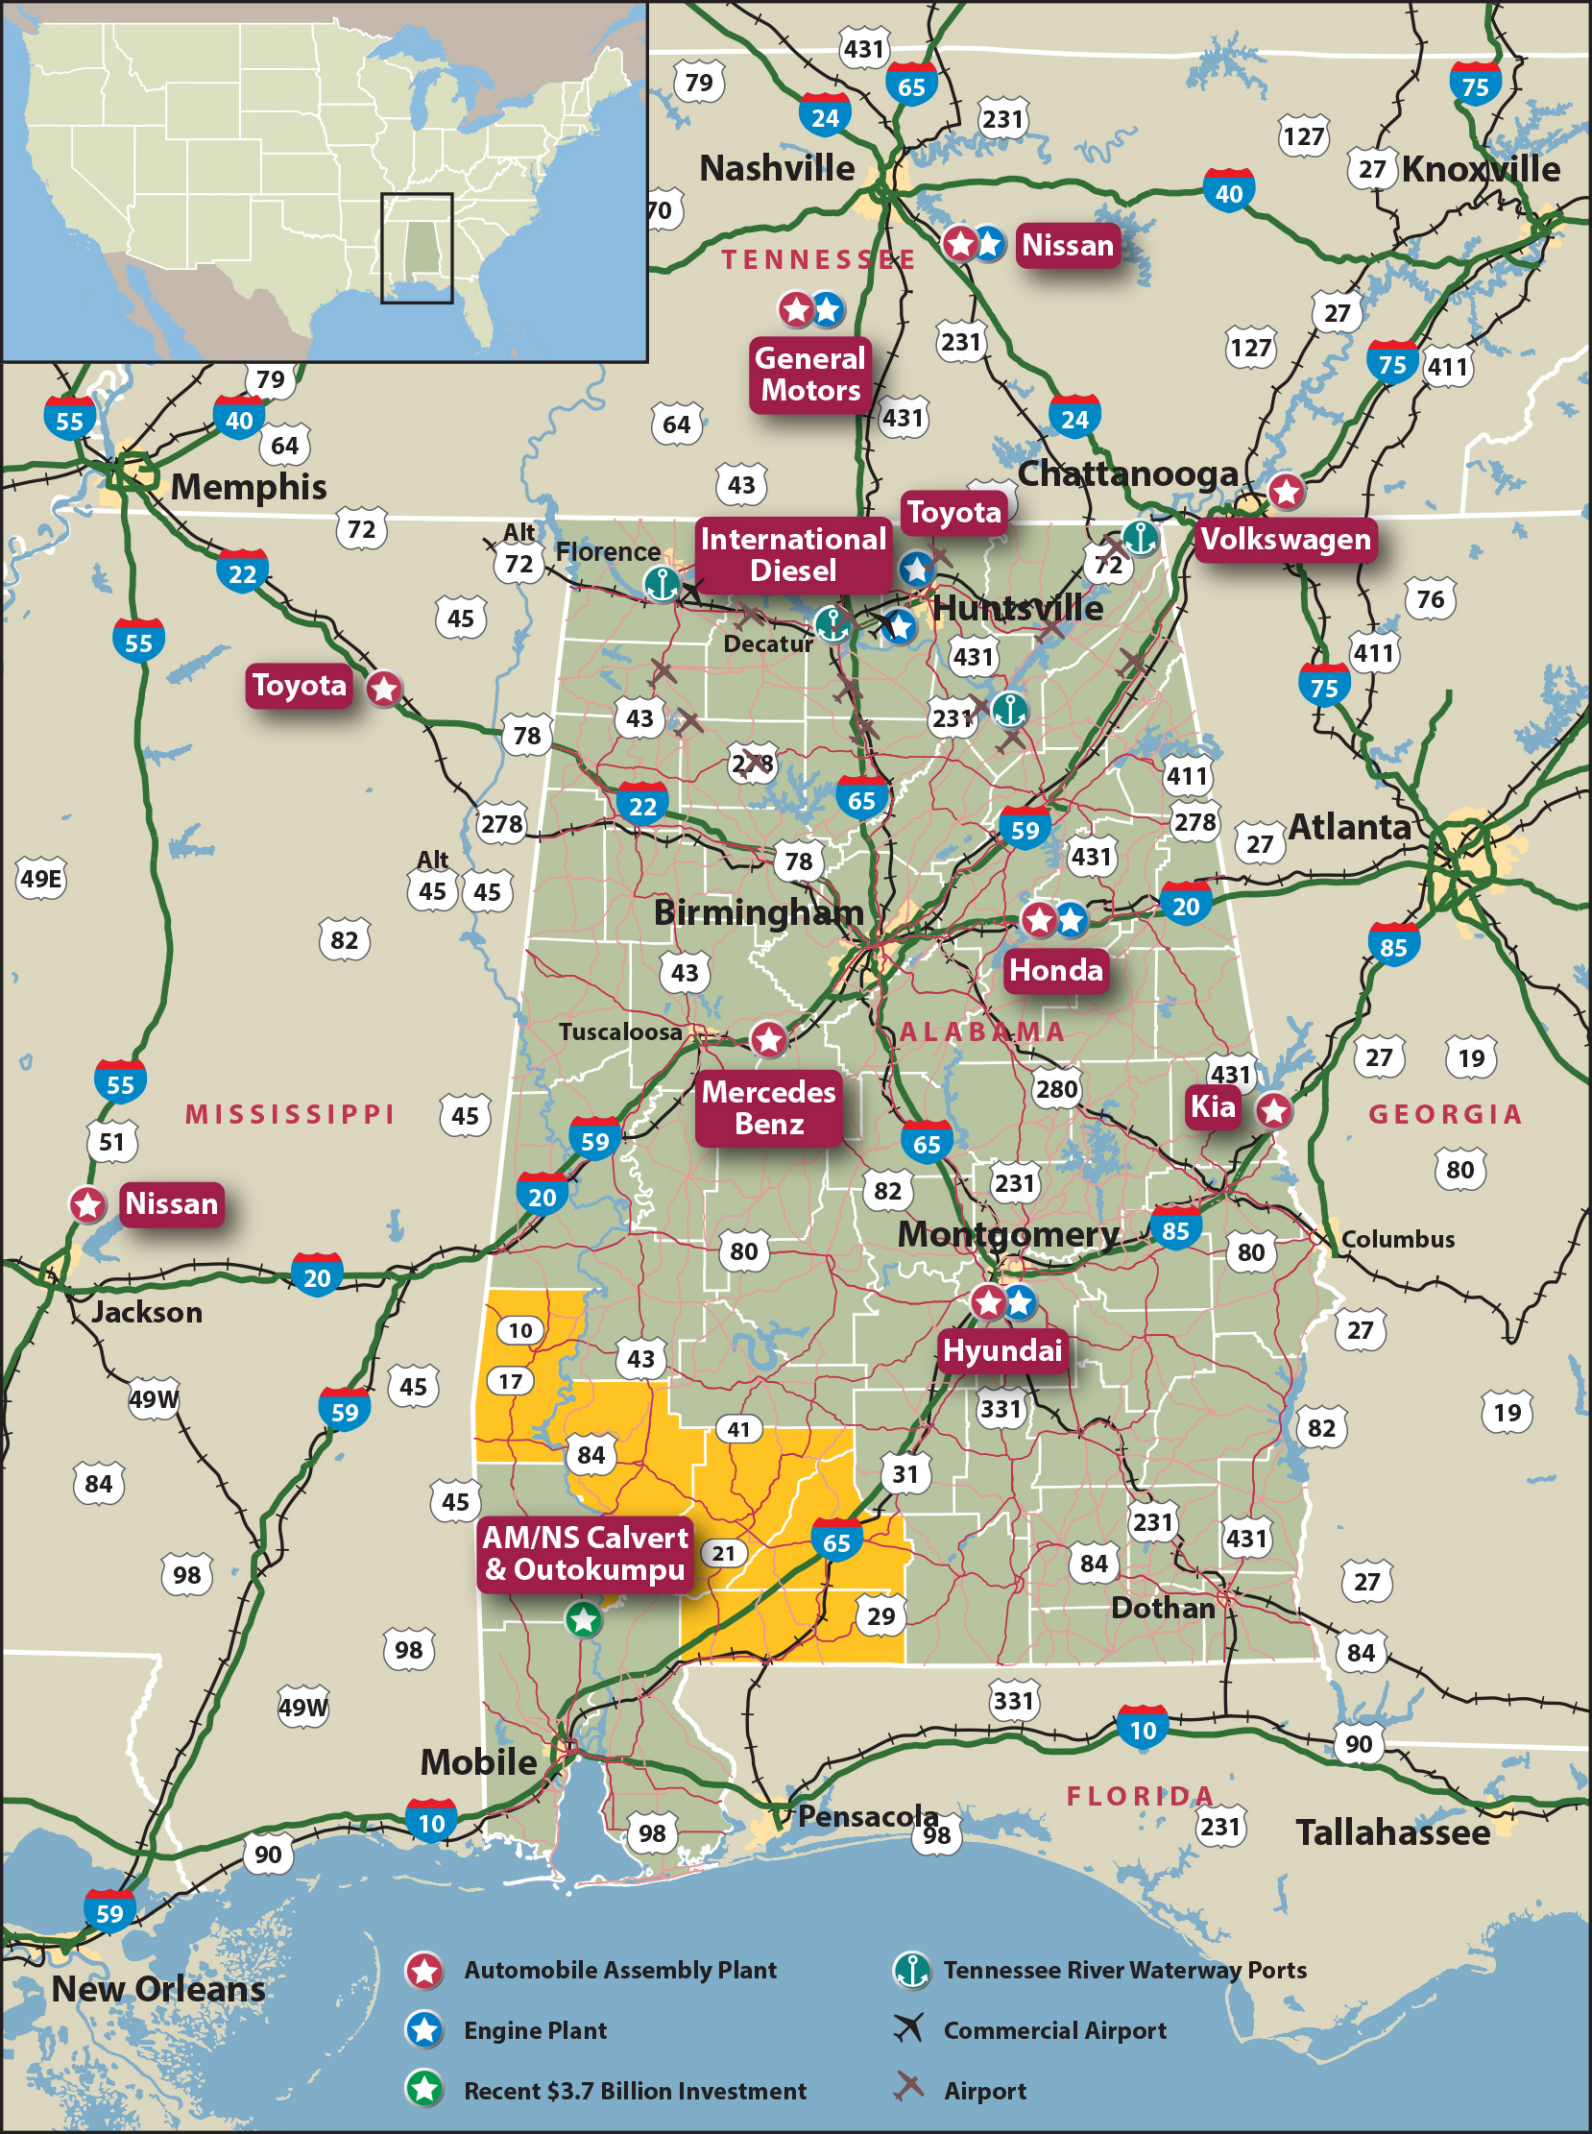 431
65
75
79
24
231
127
27
Knoxville
Nashville
40
70
TENNESSEE
Nissan
General
Motors
231
27
127
75
411
79
55
40
64
64
431
24
Chattanooga
Memphis
43
Toyota
72
Alt
72
Florence
International
Diesel
Volkswagen
72
22
Huntsville
76
45
55
Decatur
431
411
Toyota
75
43
231
78
278
411
22
65
278
59
278
27
Atlanta
Alt
45
45
78
431
49E
20
Birmingham
82
85
43
Honda
Tuscaloosa
ALABAMA
27
19
55
431
280
Mercedes
Benz
Kia
MISSISSIPPI
45
GEORGIA
51
59
65
80
82
231
20
Nissan
Montgomery
85
80
80
Columbus
20
Jackson
10
27
43
Hyundai
17
45
49W
59
331
19
41
82
84
84
31
45
231
431
AM/NS Calvert
& Outokumpu
21
65
84
98
27
29
Dothan
98
84
49W
331
10
90
Mobile
FLORIDA
10
Pensacola
98
98
231
Tallahassee
90
59
New Orleans
Automobile Assembly Plant
Engine Plant
Recent $3.7 Billion Investment
Tennessee River Waterway Ports
Commercial Airport
Airport